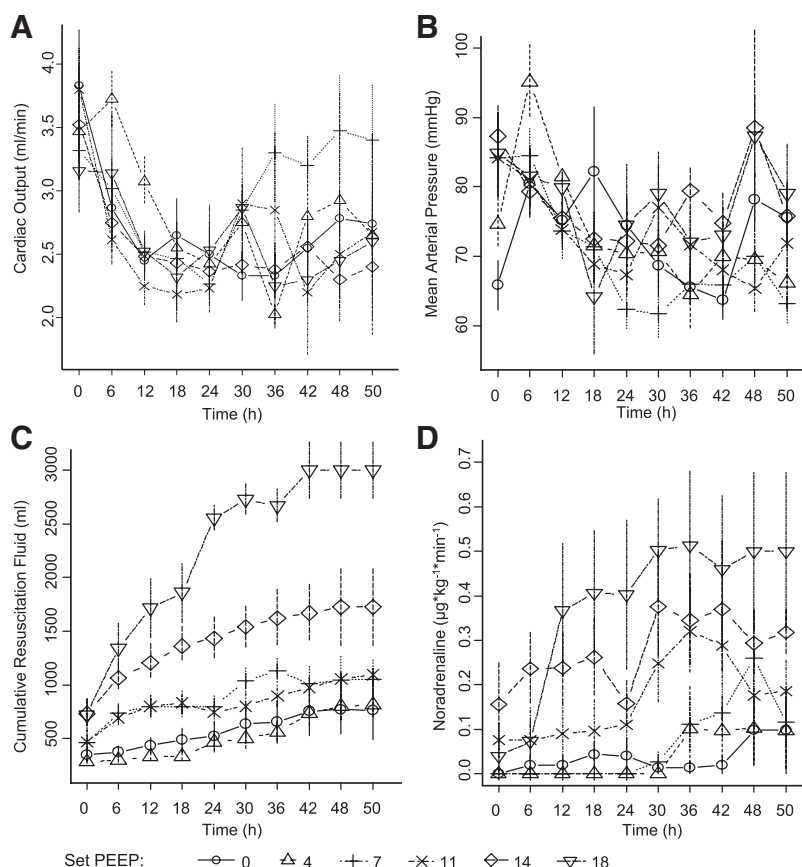 A
Cardiac Output (ml/min)
4.0
3.5
3.0
2.5
2.0
0 6 12 18 24 30 36 42 48 50
Time (h)
B
Mean Arterial Pressure (mmHg)
100
90
80
70
60
0 6 12 18 24 30 36 42 48 50
Time (h)
C
Cumulative Resuscitation Fluid (ml)
3000
2500
2000
1500
1000
500
0 6 12 18 24 30 36 42 48 50
Time (h)
D
Noradrenaline (µg*kg⁻¹*min⁻¹)
0.7
0.6
0.5
0.4
0.3
0.2
0.1
0.0
0 6 12 18 24 30 36 42 48 50
Time (h)
Set PEEP: 0 4 7 11 14 18